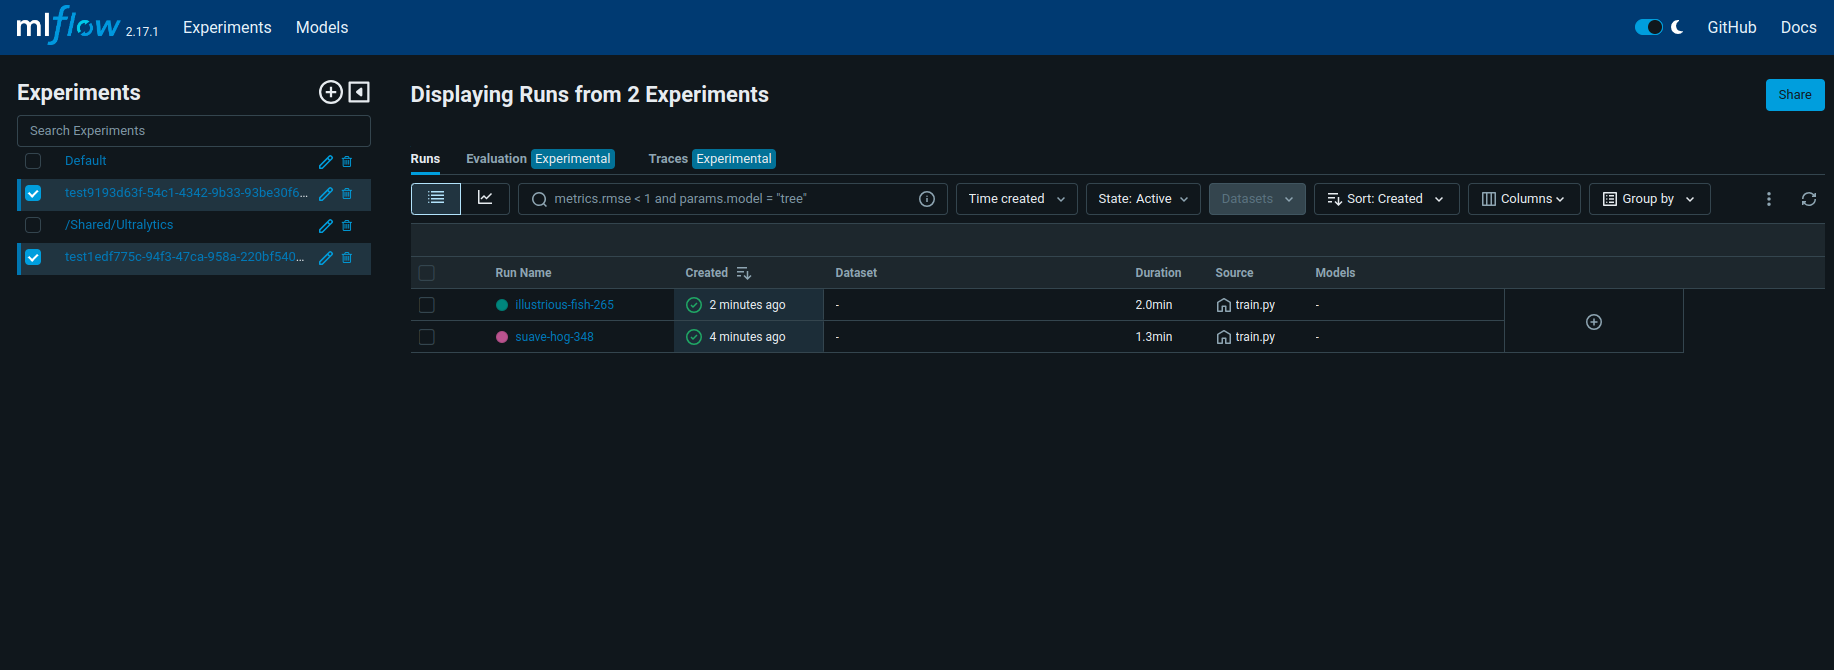 mlflow 2.17.1 Experiments Models GitHub Docs
Experiments
Search Experiments
Default
test9193d63f-54c1-4342-9b33-93be30f6...
/Shared/Ultralytics
test1edf775c-94f3-47ca-958a-220bf540...
Displaying Runs from 2 Experiments
Share
Runs Evaluation Experimental Traces Experimental
metrics.rmse < 1 and params.model = "tree" Time created State: Active Datasets Sort: Created Columns Group by
Run Name Created Dataset Duration Source Models
illustrious-fish-265 2 minutes ago - 2.0min train.py -
suave-hog-348 4 minutes ago - 1.3min train.py -